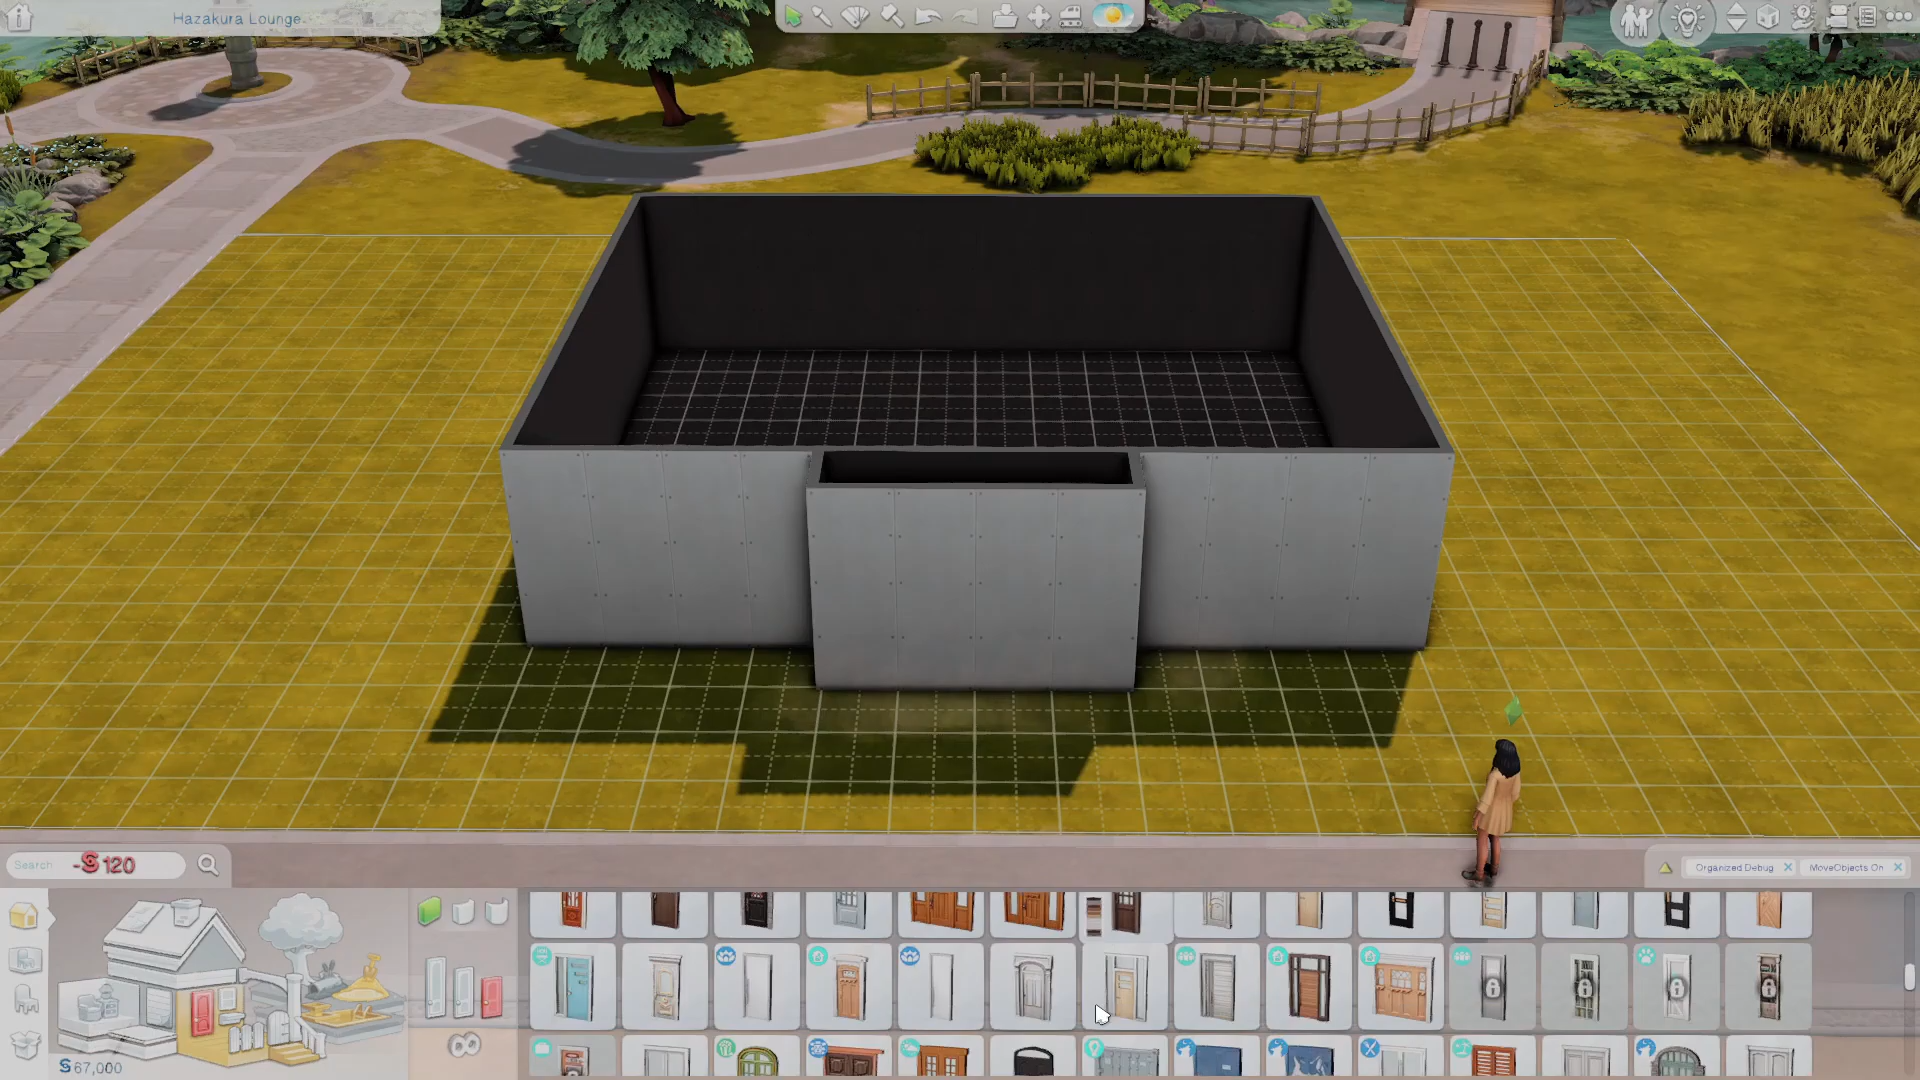 Hazakura Lounge
Search
-§120
Organized Debug
MoveObjects On
§67,000